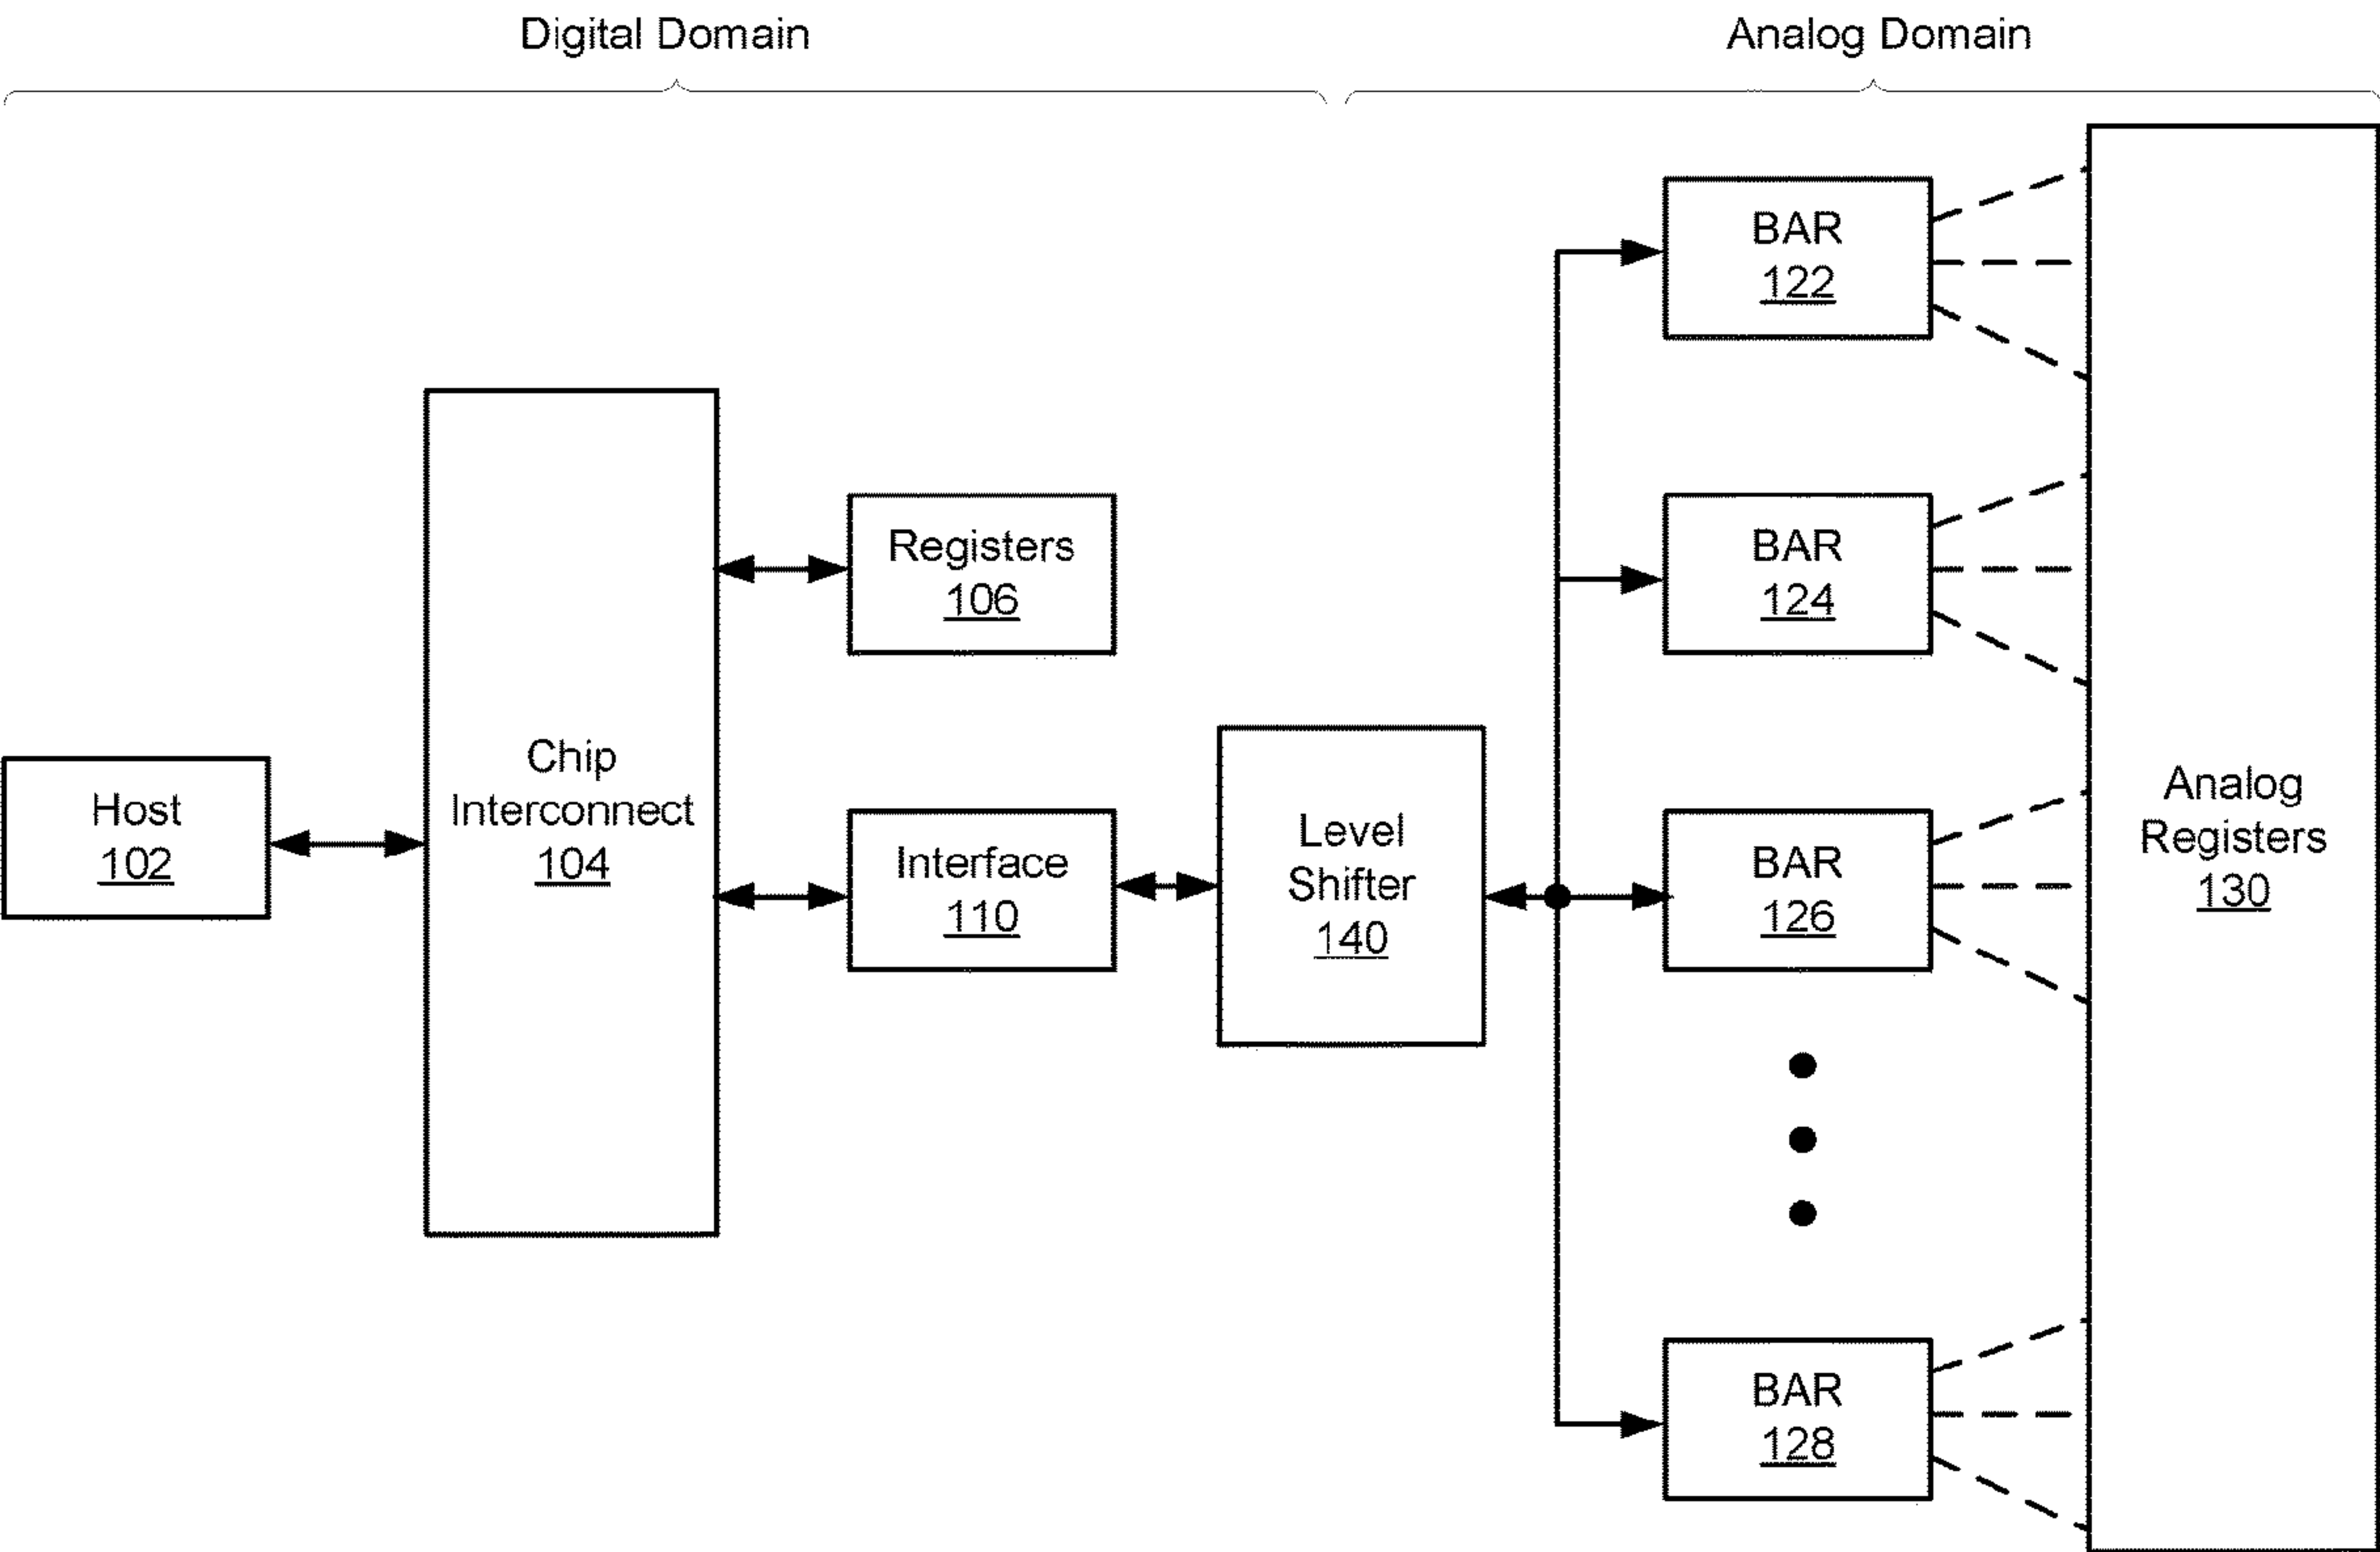 Digital Domain
Analog Domain
BAR
122
BAR
124
Registers
106
Chip
Interconnect
104
Host
102
Interface
110
Level
Shifter
140
BAR
126
Analog
Registers
130
BAR
128